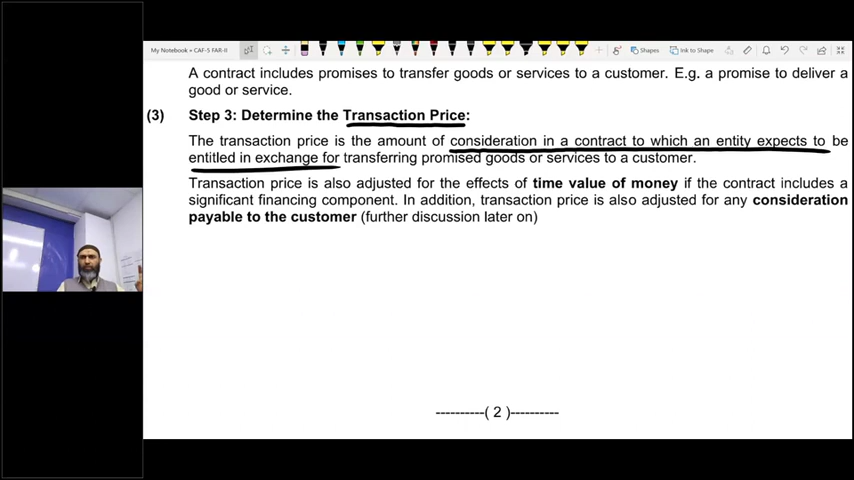 My Notebook » CAF-5 FAR-II
Shapes
Ink to Shape
A contract includes promises to transfer goods or services to a customer. E.g. a promise to deliver a
good or service.
(3) Step 3: Determine the Transaction Price:
The transaction price is the amount of consideration in a contract to which an entity expects to be
entitled in exchange for transferring promised goods or services to a customer.
Transaction price is also adjusted for the effects of time value of money if the contract includes a
significant financing component. In addition, transaction price is also adjusted for any consideration
payable to the customer (further discussion later on)
----------( 2 )----------